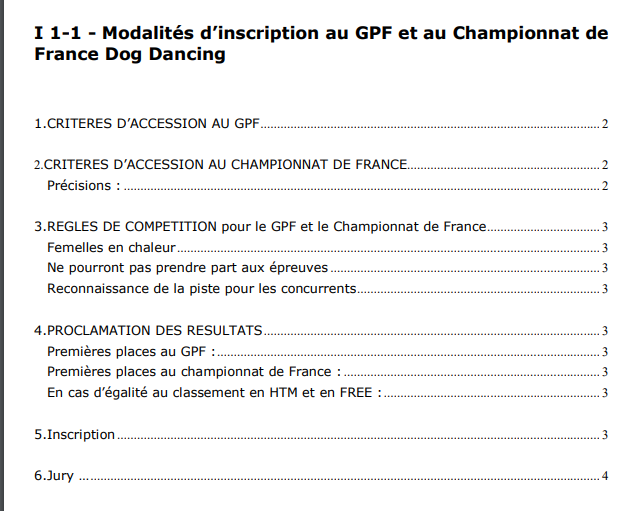 I 1-1 - Modalités d’inscription au GPF et au Championnat de
France Dog Dancing
1.CRITERES D’ACCESSION AU GPF 2
2.CRITERES D’ACCESSION AU CHAMPIONNAT DE FRANCE 2
Précisions : 2
3.REGLES DE COMPETITION pour le GPF et le Championnat de France 3
Femelles en chaleur 3
Ne pourront pas prendre part aux épreuves 3
Reconnaissance de la piste pour les concurrents 3
4.PROCLAMATION DES RESULTATS 3
Premières places au GPF : 3
Premières places au championnat de France : 3
En cas d’égalité au classement en HTM et en FREE : 3
5.Inscription 3
6.Jury 4